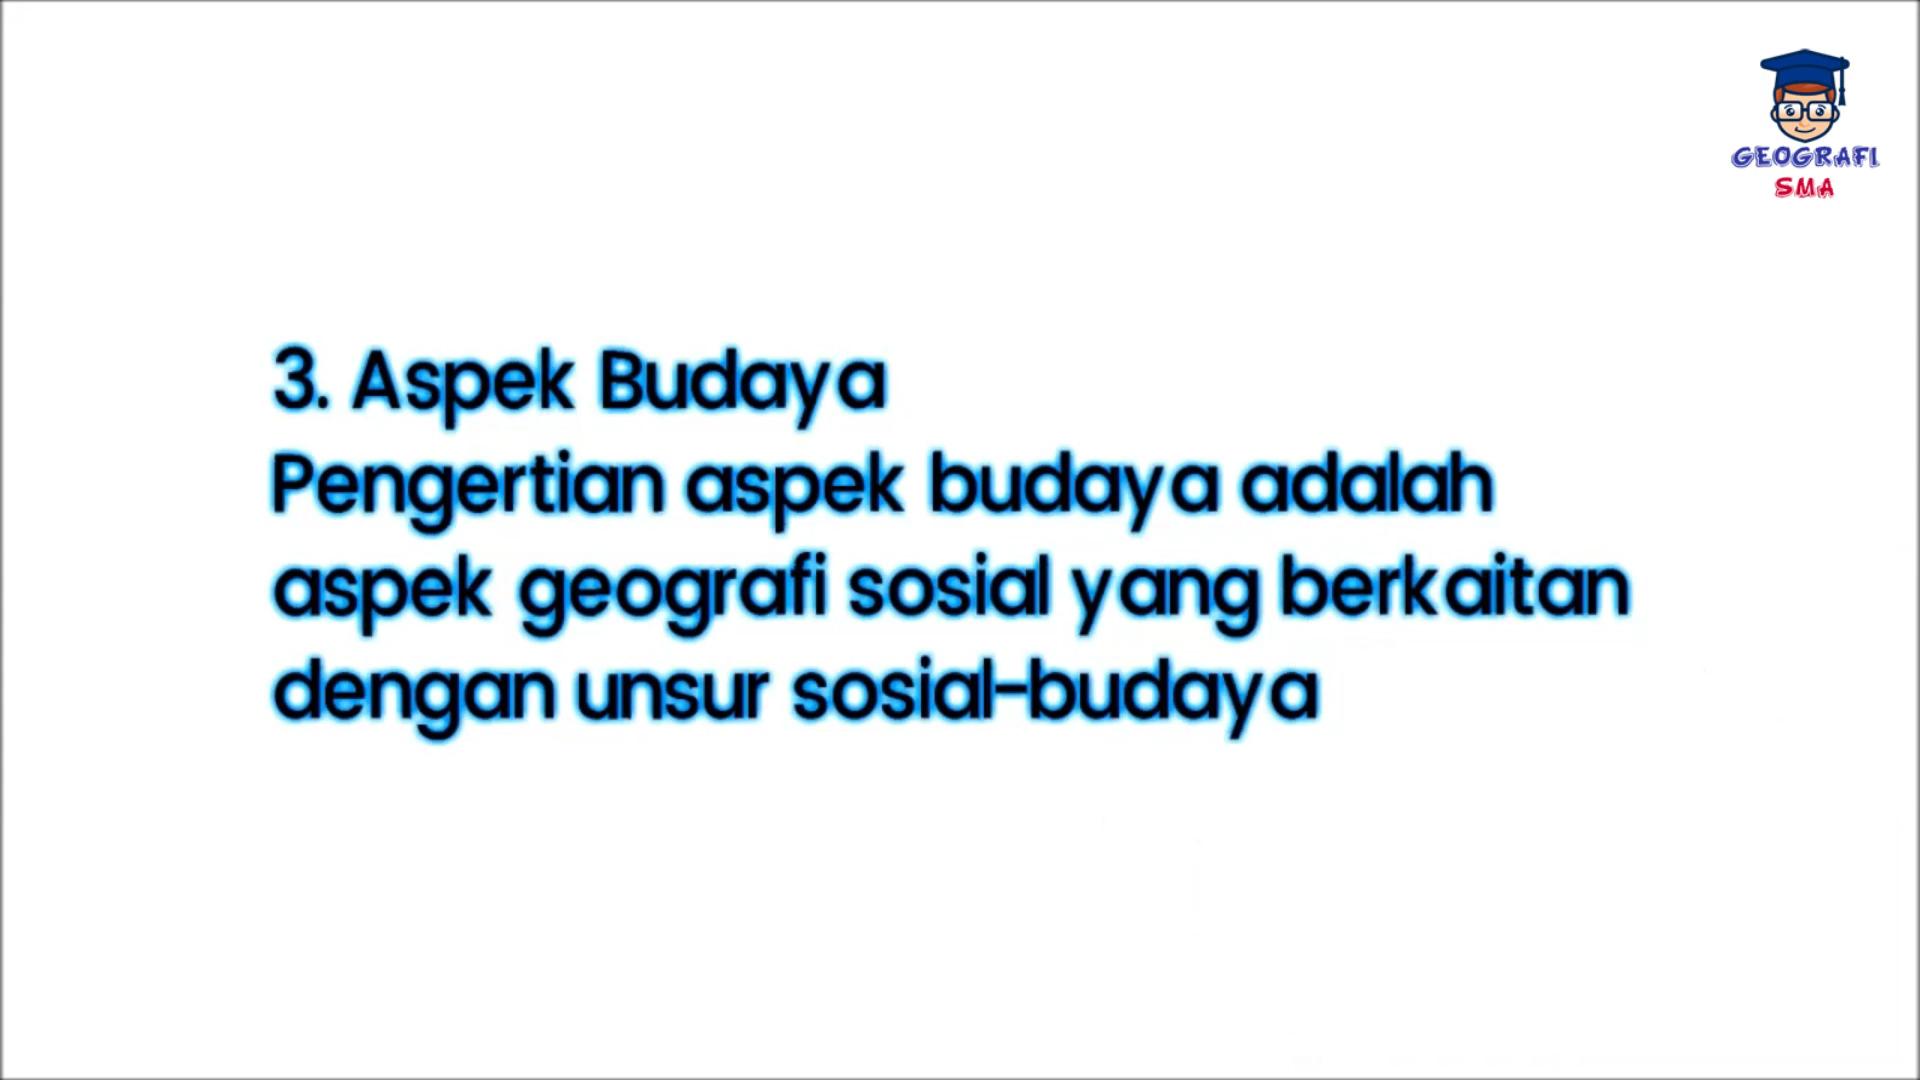 GEOGRAFI
SMA
3. Aspek Budaya
Pengertian aspek budaya adalah
aspek geografi sosial yang berkaitan
dengan unsur sosial-budaya